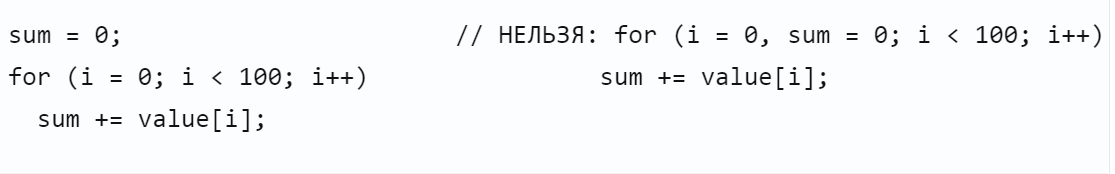 sum = 0;                       // НЕЛЬЗЯ: for (i = 0, sum = 0; i < 100; i++)
for (i = 0; i < 100; i++)                sum += value[i];
  sum += value[i];